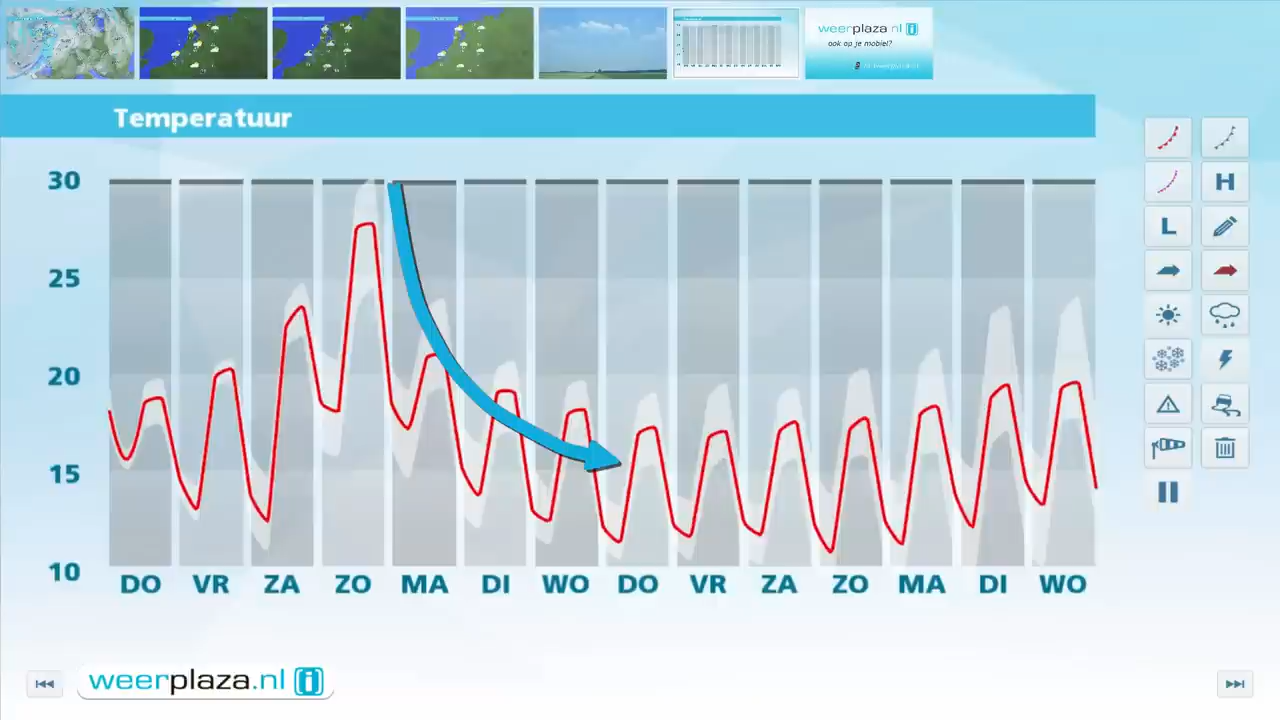 weerplaza.nl
ook op je mobiel?
Temperatuur
H
L
30
25
20
15
10
DO VR ZA ZO MA DI WO DO VR ZA ZO MA DI WO
weerplaza.nl